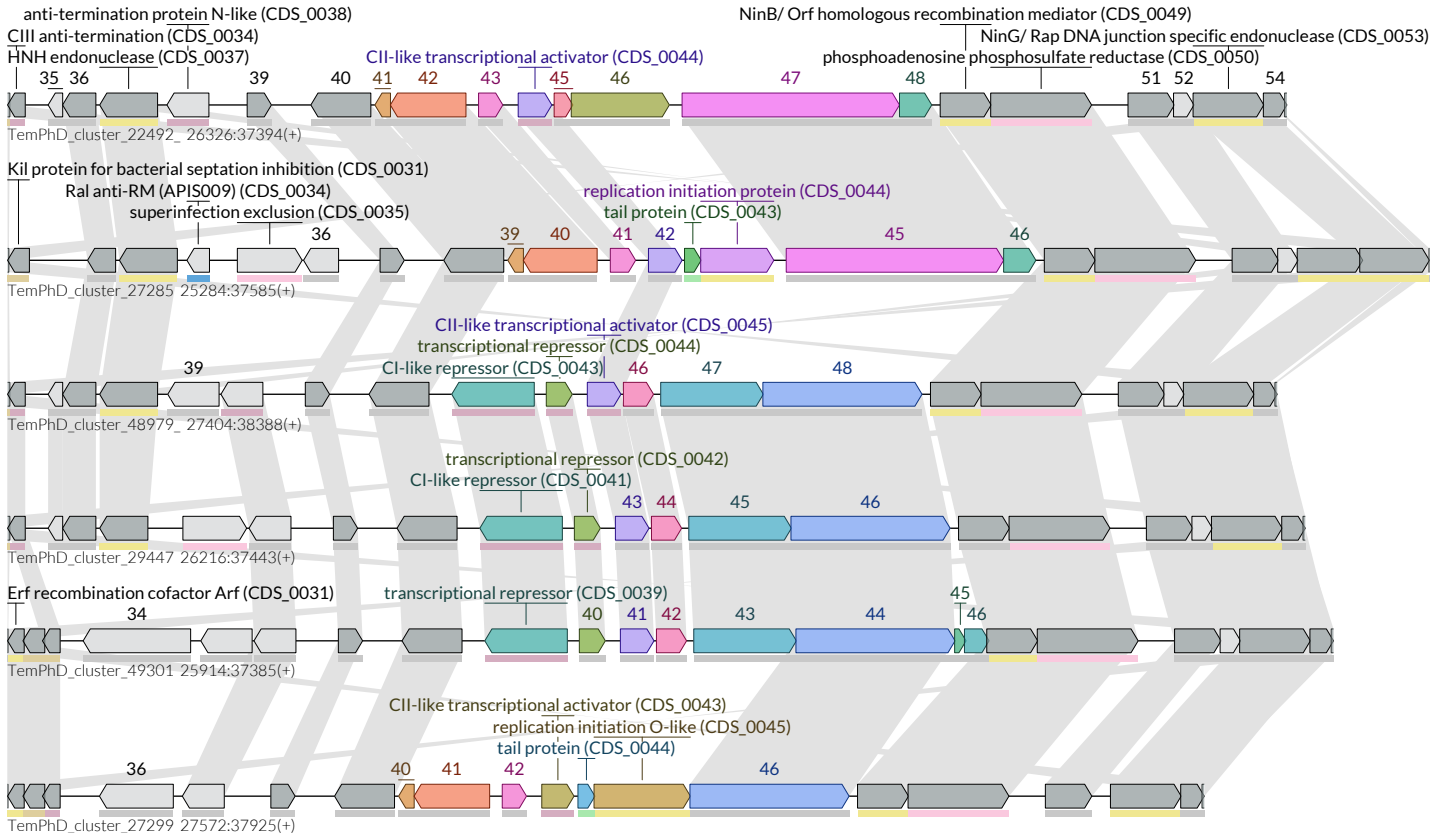 anti-termination protein N-like (CDS_0038)
NinB/ Orf homologous recombination mediator (CDS_0049)
CIII anti-termination (CDS_0034)
NinG/ Rap DNA junction specific endonuclease (CDS_0053)
HNH endonuclease (CDS_0037)
CII-like transcriptional activator (CDS_0044)
phosphoadenosine phosphosulfate reductase (CDS_0050)
35 36 39 40 41 42 43 45 46 47 48 51 52 54
TemPhD_cluster_22492_ 26326:37394(+)
Kil protein for bacterial septation inhibition (CDS_0031)
Ral anti-RM (APIS009) (CDS_0034)
replication initiation protein (CDS_0044)
superinfection exclusion (CDS_0035)
tail protein (CDS_0043)
36 39 40 41 42 45 46
TemPhD_cluster_27285 25284:37585(+)
CII-like transcriptional activator (CDS_0045)
transcriptional repressor (CDS_0044)
CI-like repressor (CDS_0043)
39 46 47 48
TemPhD_cluster_48979_ 27404:38388(+)
transcriptional repressor (CDS_0042)
CI-like repressor (CDS_0041)
43 44 45 46
TemPhD_cluster_29447 26216:37443(+)
Erf recombination cofactor Arf (CDS_0031)
transcriptional repressor (CDS_0039)
45
34 40 41 42 43 44 46
TemPhD_cluster_49301 25914:37385(+)
CII-like transcriptional activator (CDS_0043)
replication initiation O-like (CDS_0045)
tail protein (CDS_0044)
36 40 41 42 46
TemPhD_cluster_27299 27572:37925(+)